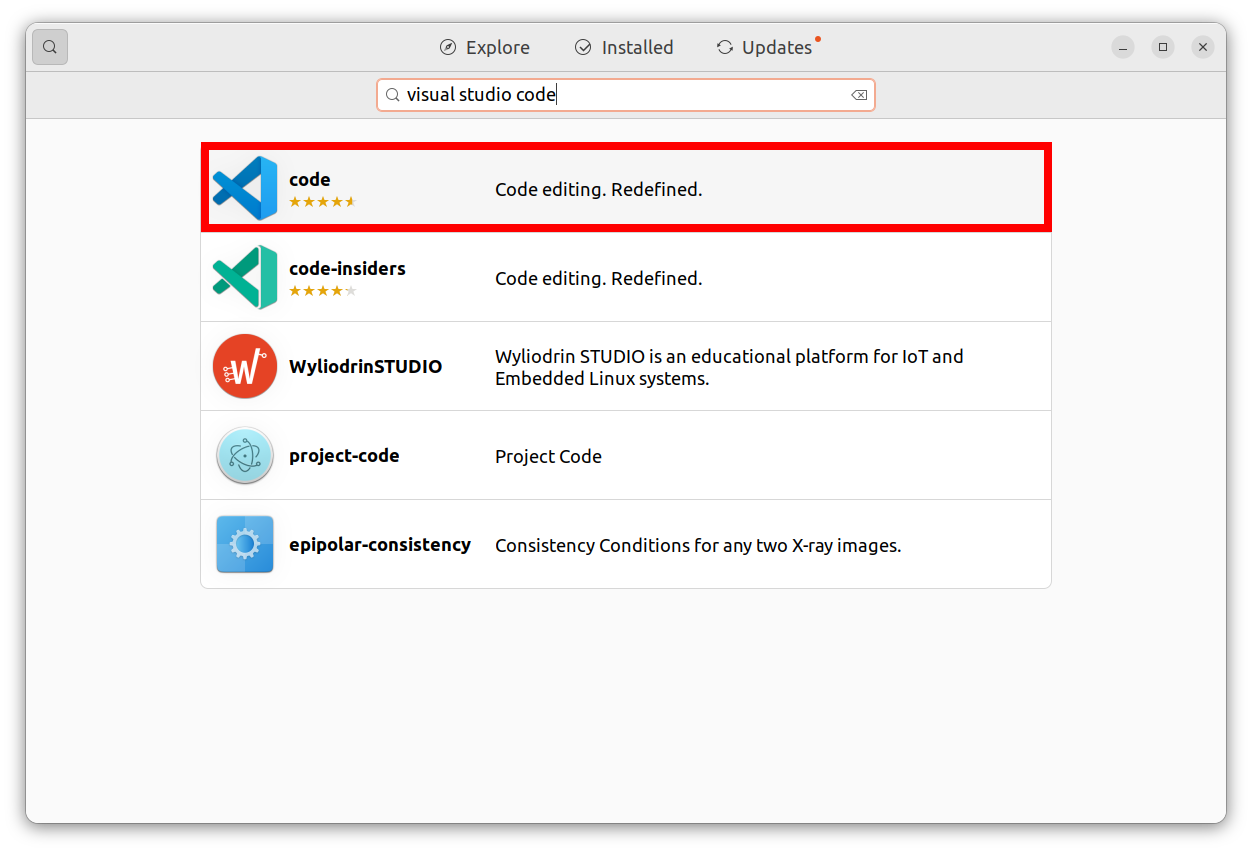 Explore Installed Updates
visual studio code
code
Code editing. Redefined.
code-insiders
Code editing. Redefined.
WyliodrinSTUDIO
Wyliodrin STUDIO is an educational platform for IoT and
Embedded Linux systems.
project-code
Project Code
epipolar-consistency
Consistency Conditions for any two X-ray images.